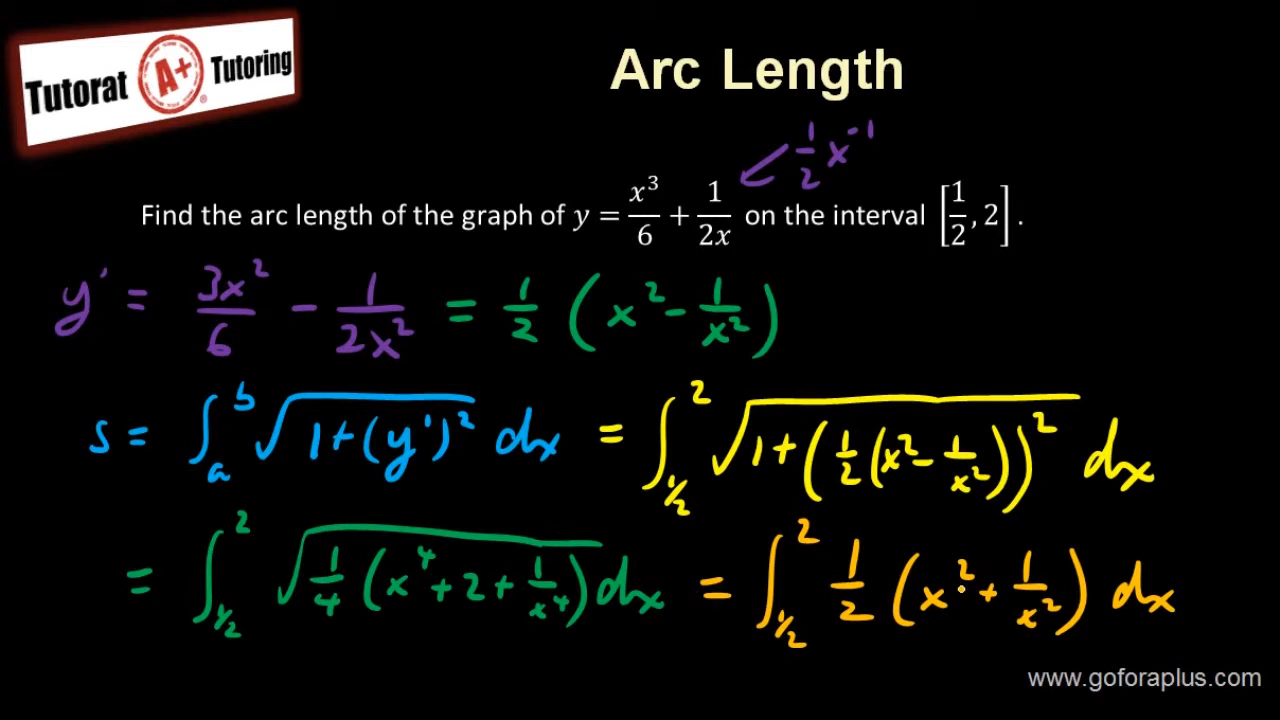 Tutorat A+ Tutoring ®
Arc Length
½x⁻¹
Find the arc length of the graph of y = x³/6 + 1/2x on the interval [1/2, 2] .
y' = 3x²/6 − 1/2x² = 1/2 (x² − 1/x²)
s = ∫ₐᵇ √(1+(y')²) dx = ∫_{1/2}^{2} √(1+(1/2(x² − 1/x²))²) dx
= ∫_{1/2}^{2} √(1/4 (x⁴ + 2 + 1/x⁴)) dx = ∫_{1/2}^{2} 1/2 (x² + 1/x²) dx
www.goforaplus.com